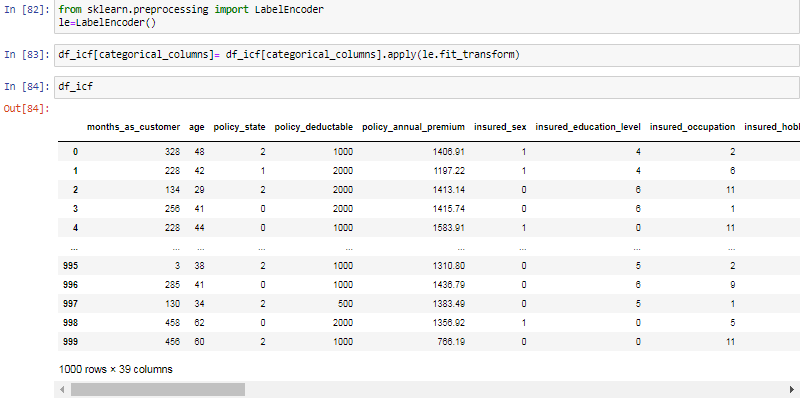 In [82]: from sklearn.preprocessing import LabelEncoder
le=LabelEncoder()
In [83]: df_icf[categorical_columns]= df_icf[categorical_columns].apply(le.fit_transform)
In [84]: df_icf
Out[84]:
months_as_customer age policy_state policy_deductable policy_annual_premium insured_sex insured_education_level insured_occupation insured_hobl
0 328 48 2 1000 1406.91 1 4 2
1 228 42 1 2000 1197.22 1 4 6
2 134 29 2 2000 1413.14 0 6 11
3 256 41 0 2000 1415.74 0 6 1
4 228 44 0 1000 1583.91 1 0 11
... ... ... ... ... ... ... ... ...
995 3 38 2 1000 1310.80 0 5 2
996 285 41 0 1000 1436.79 0 6 9
997 130 34 2 500 1383.49 0 5 1
998 458 62 0 2000 1356.92 1 0 5
999 456 60 2 1000 766.19 0 0 11
1000 rows × 39 columns